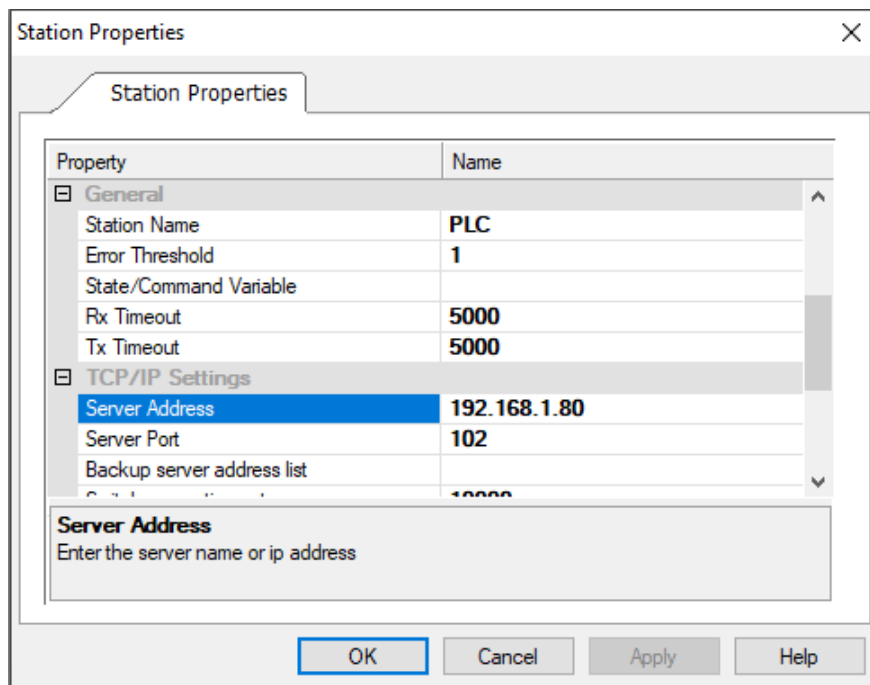 Station Properties
Station Properties
Property Name
General
Station Name PLC
Error Threshold 1
State/Command Variable
Rx Timeout 5000
Tx Timeout 5000
TCP/IP Settings
Server Address 192.168.1.80
Server Port 102
Backup server address list
Server Address
Enter the server name or ip address
OK Cancel Apply Help